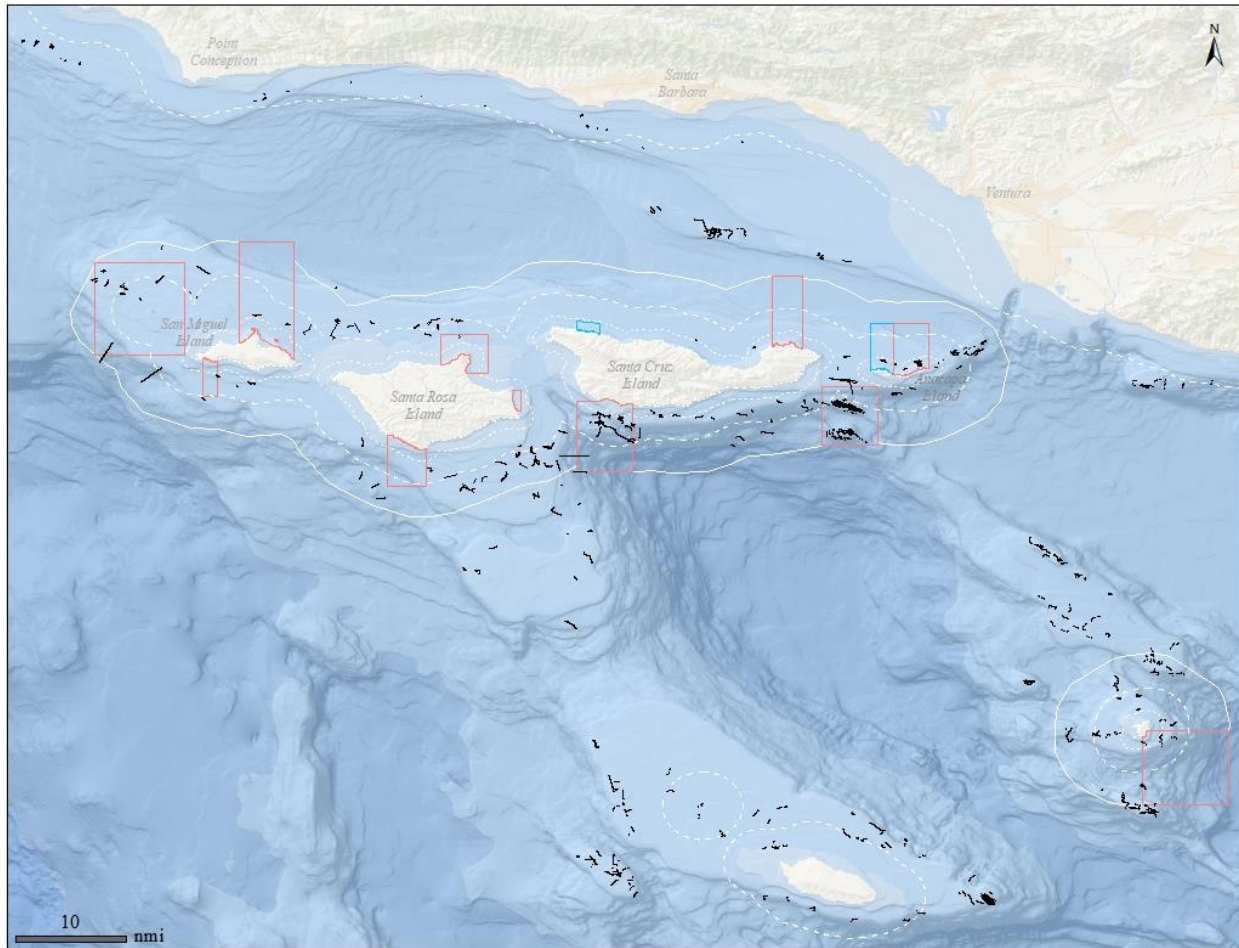 N
Point
Conception
Santa
Barbara
Ventura
San Miguel
Island
Santa Cruz
Island
Santa Rosa
Island
Anacapa
Island
10
nmi